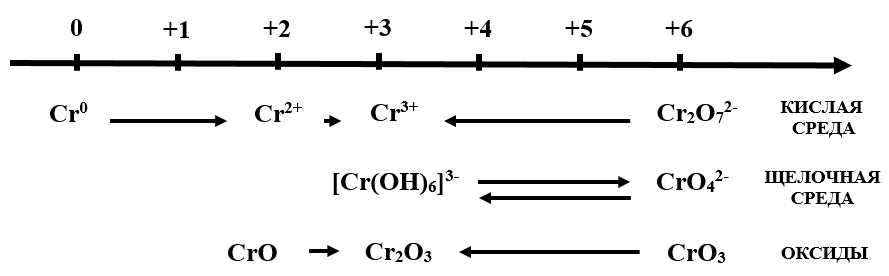 0 +1 +2 +3 +4 +5 +6
Cr⁰ Cr²⁺ Cr³⁺ Cr₂O₇²⁻ КИСЛАЯ
СРЕДА
[Cr(OH)₆]³⁻ CrO₄²⁻ ЩЕЛОЧНАЯ
СРЕДА
CrO Cr₂O₃ CrO₃ ОКСИДЫ